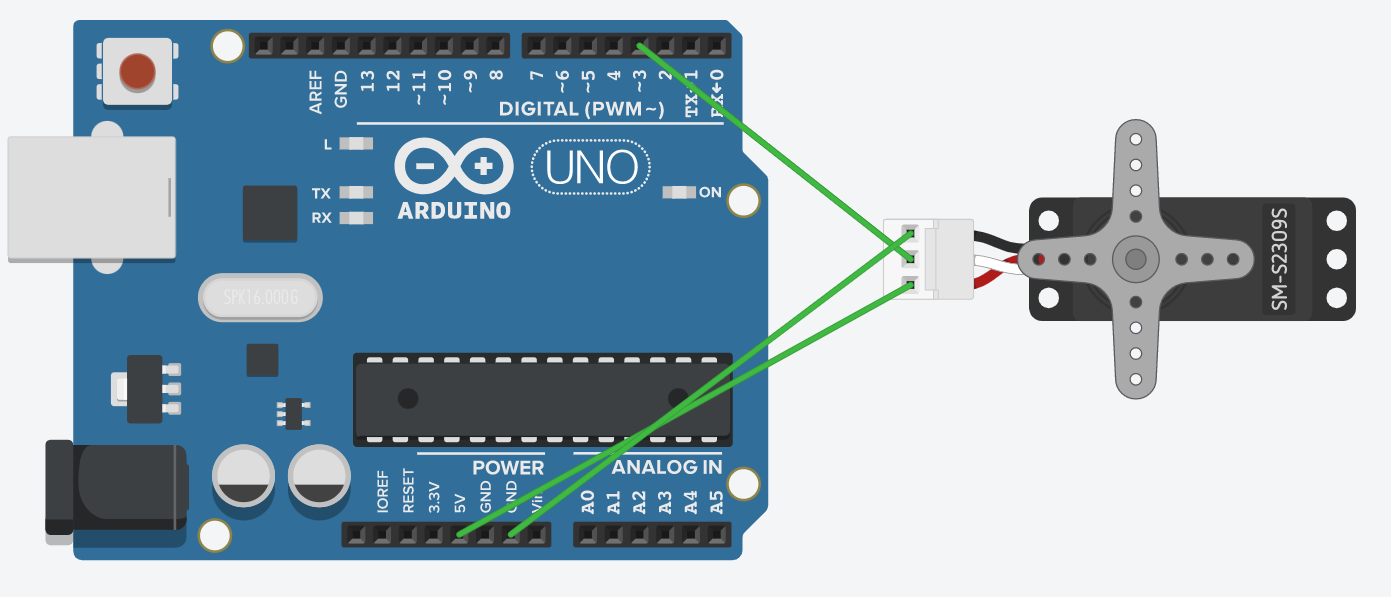 AREF
GND
13
12
~11
~10
~9
8
7
~6
~5
4
~3
2
TX→1
RX←0
DIGITAL (PWM~)
L
TX
RX
UNO
ARDUINO
ON
SPK16.000G
SM-S2309S
POWER
ANALOG IN
IOREF
RESET
3.3V
5V
GND
GND
Vin
A0
A1
A2
A3
A4
A5